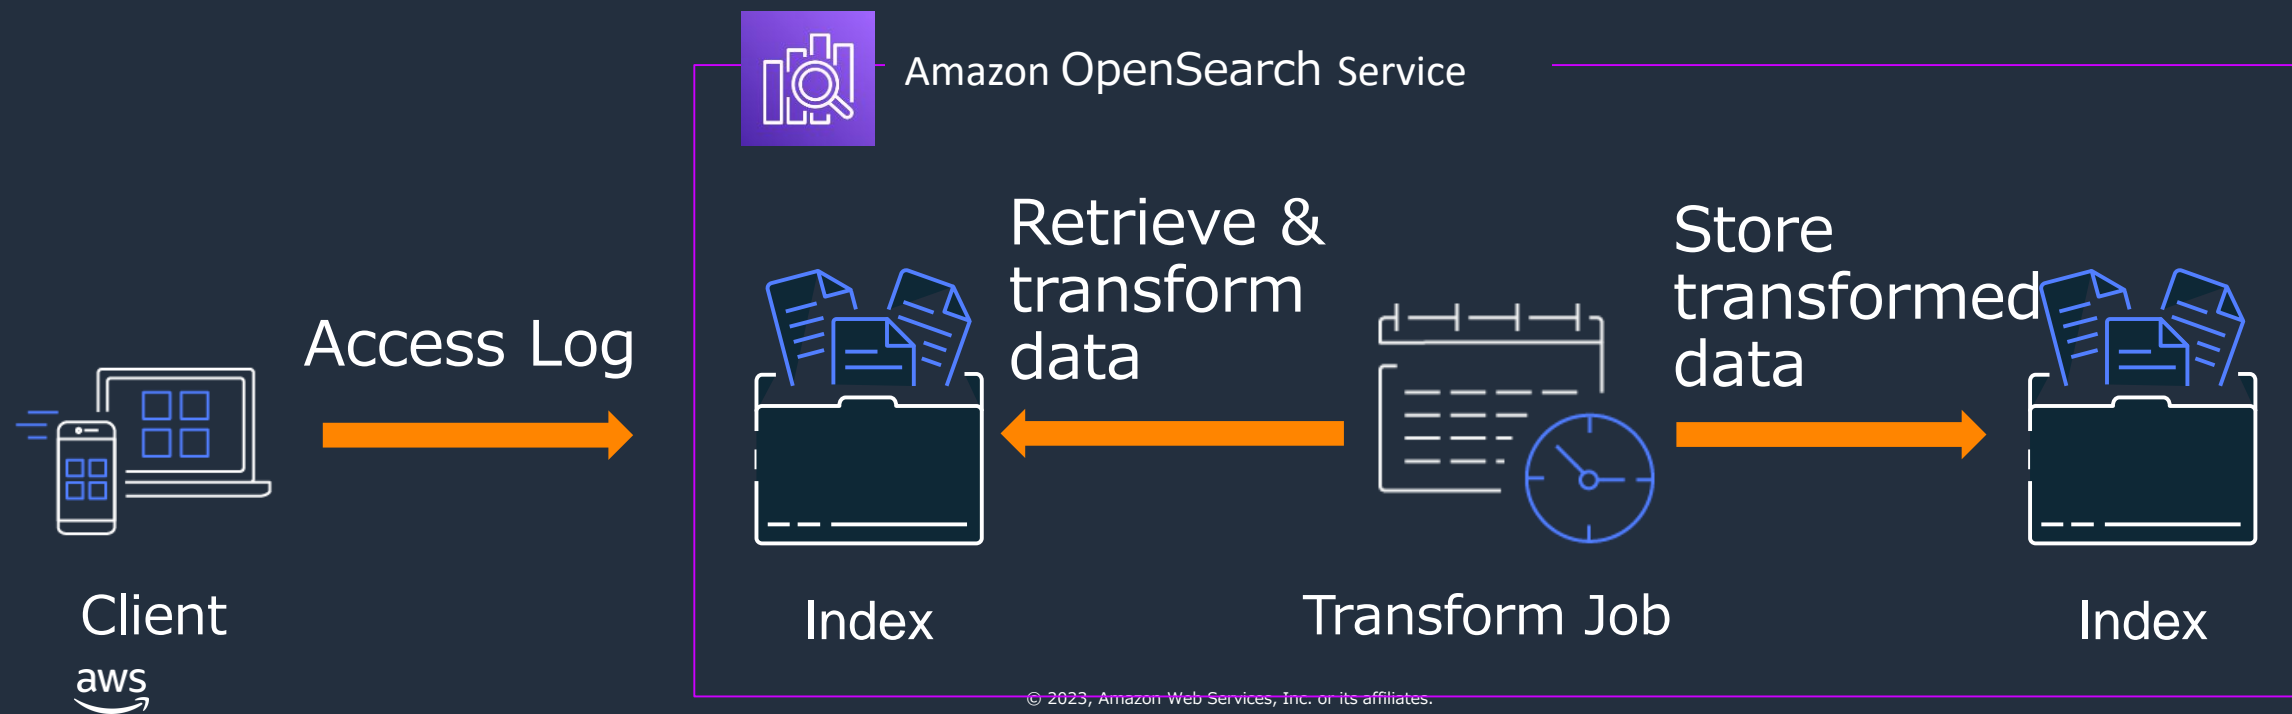 Amazon OpenSearch Service
Access Log
Retrieve &
transform
data
Store
transformed
data
Client
Index
Transform Job
Index
aws
© 2023, Amazon Web Services, Inc. or its affiliates.